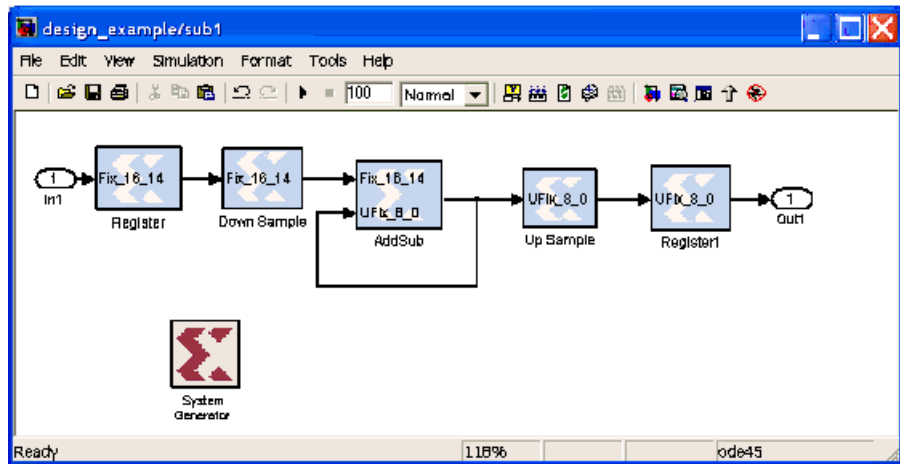 design_example/sub1
File Edit View Simulation Format Tools Help
100 Normal
1 Fix_16_14 Fix_16_14 Fix_16_14 UFix_8_0 UFix_8_0 1
UFix_8_0
In1 Register Down Sample AddSub Up Sample Register1 Out1
System
Generator
Ready 118% ode45